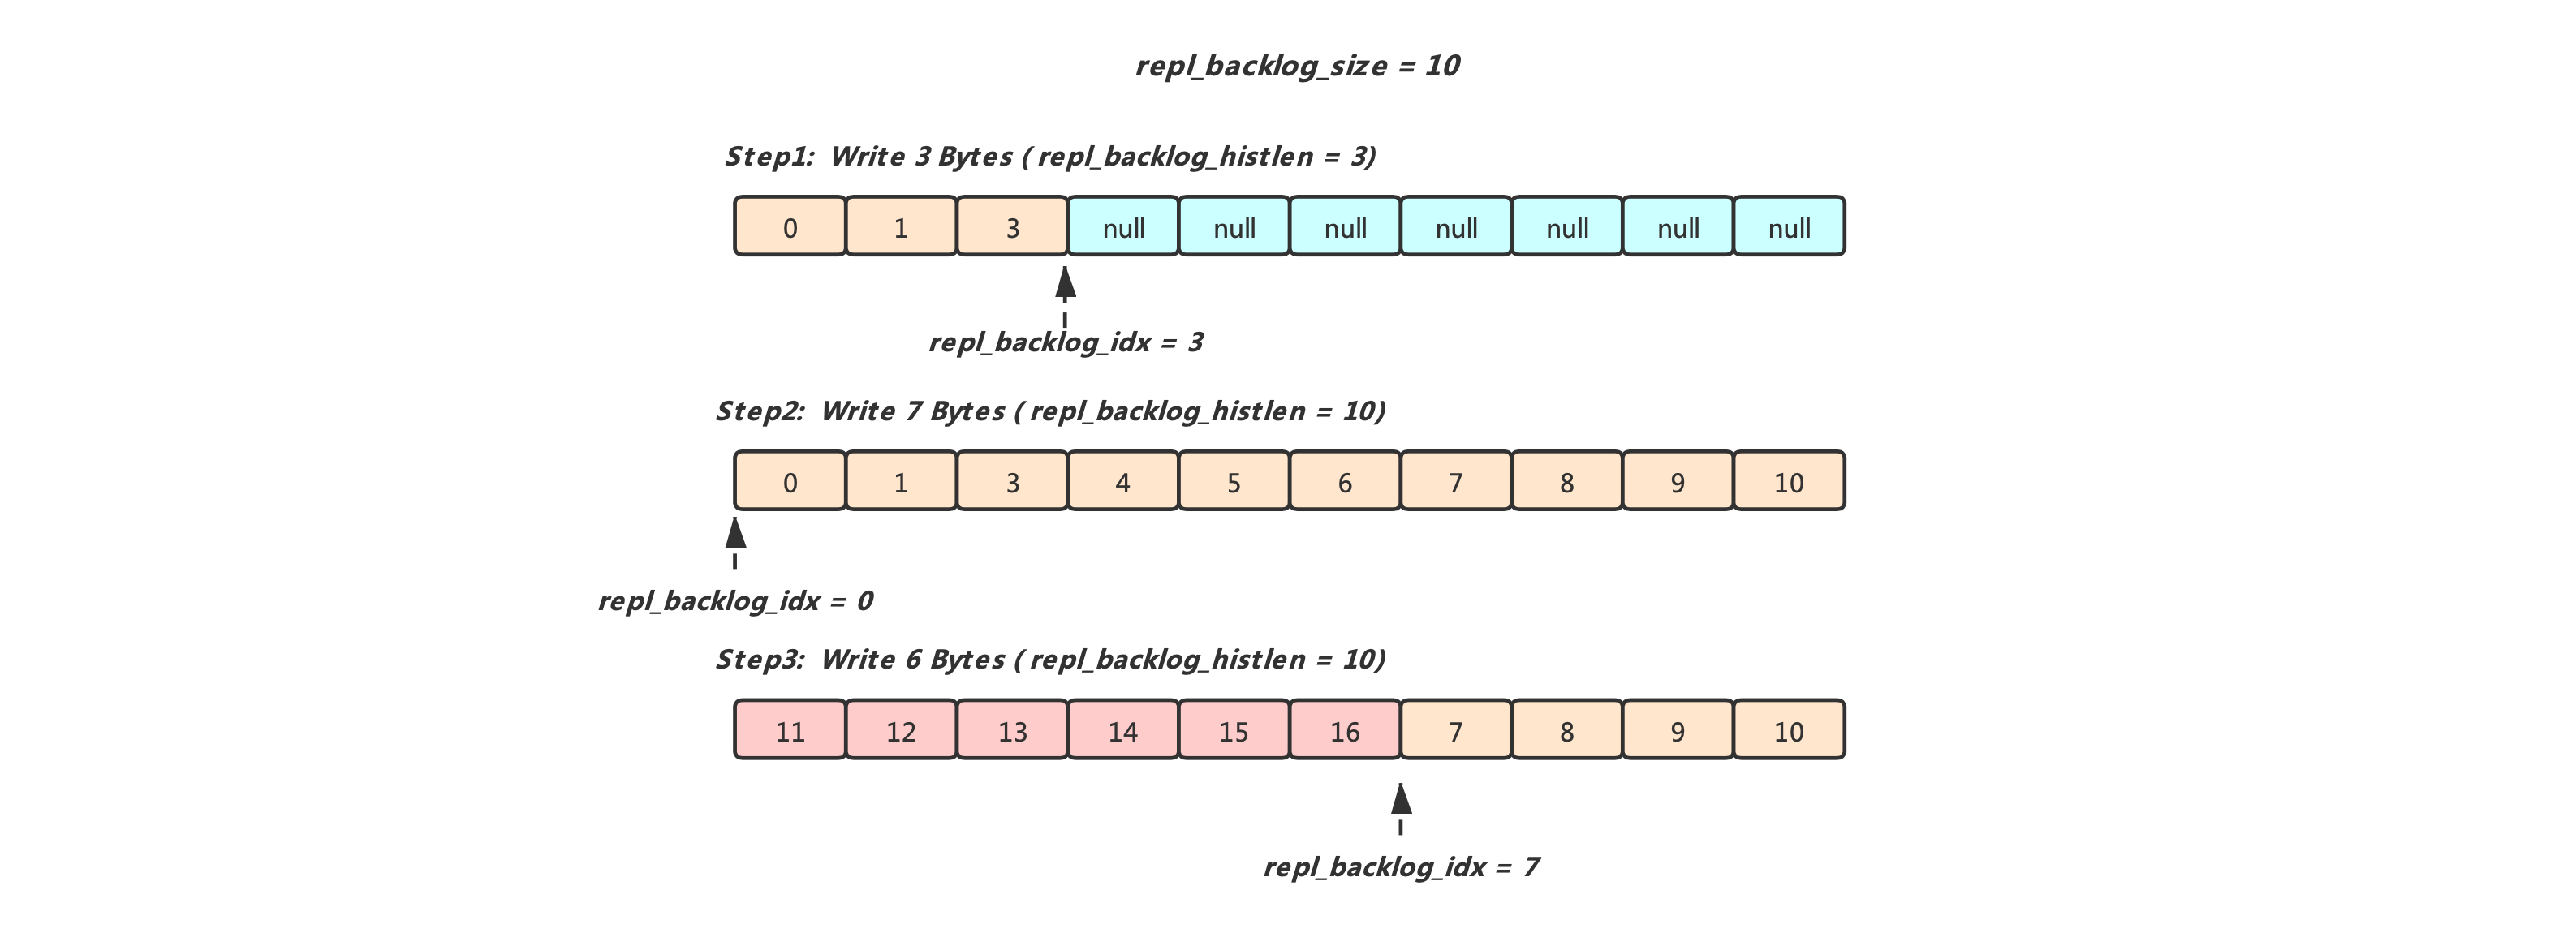 repl_backlog_size = 10
Step1: Write 3 Bytes ( repl_backlog_histlen = 3)
0 1 3 null null null null null null null
repl_backlog_idx = 3
Step2: Write 7 Bytes ( repl_backlog_histlen = 10)
0 1 3 4 5 6 7 8 9 10
repl_backlog_idx = 0
Step3: Write 6 Bytes ( repl_backlog_histlen = 10)
11 12 13 14 15 16 7 8 9 10
repl_backlog_idx = 7